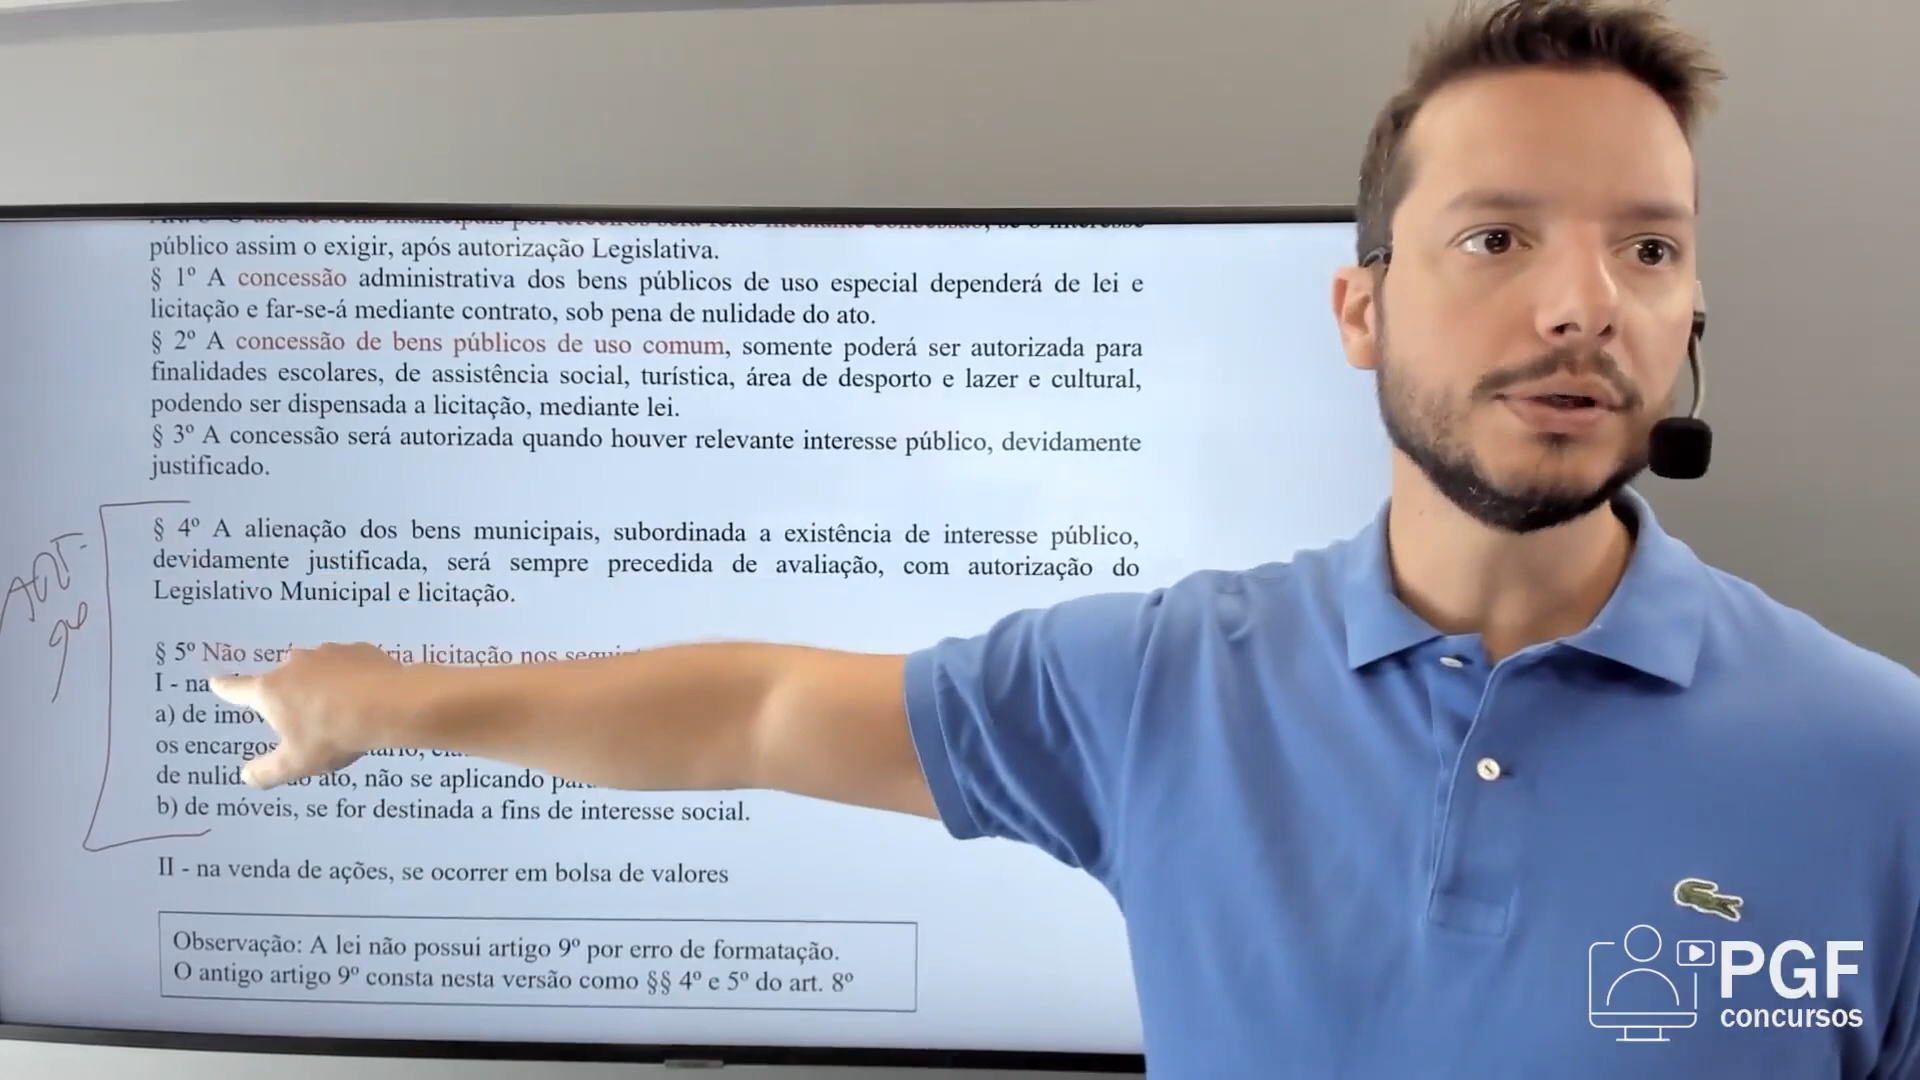 público assim o exigir, após autorização Legislativa.
§ 1º A concessão administrativa dos bens públicos de uso especial dependerá de lei e
licitação e far-se-á mediante contrato, sob pena de nulidade do ato.
§ 2º A concessão de bens públicos de uso comum, somente poderá ser autorizada para
finalidades escolares, de assistência social, turística, área de desporto e lazer e cultural,
podendo ser dispensada a licitação, mediante lei.
§ 3º A concessão será autorizada quando houver relevante interesse público, devidamente
justificado.
§ 4º A alienação dos bens municipais, subordinada a existência de interesse público,
devidamente justificada, será sempre precedida de avaliação, com autorização do
Legislativo Municipal e licitação.
§ 5º Não será licitação nos
I - na
a) de
os encargos
de ato, não se aplicando
b) de móveis, se for destinada a fins de interesse social.
II - na venda de ações, se ocorrer em bolsa de valores
Observação: A lei não possui artigo 9º por erro de formatação.
O antigo artigo 9º consta nesta versão como §§ 4º e 5º do art. 8º
PGF
concursos